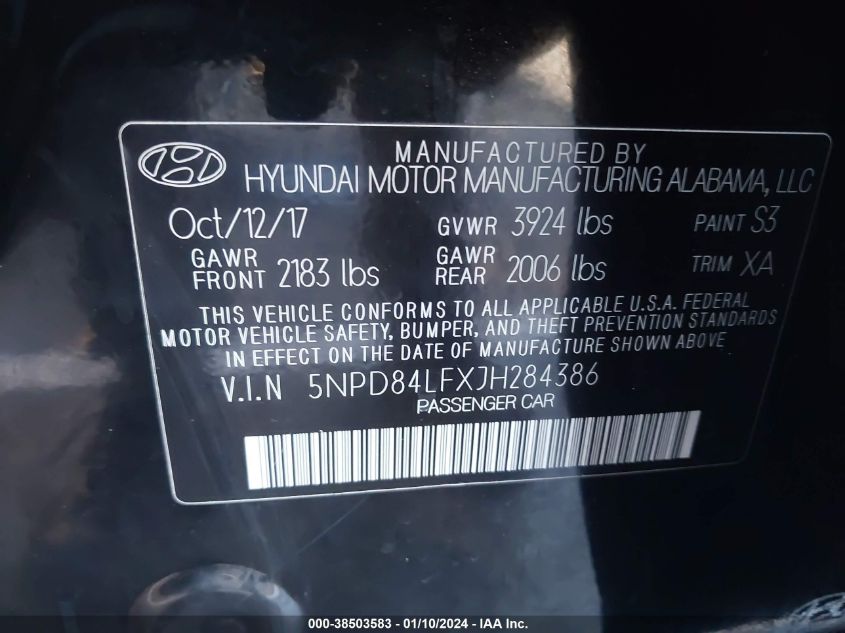 MANUFACTURED BY
HYUNDAI MOTOR MANUFACTURING ALABAMA, LLC
Oct/12/17 GVWR 3924 lbs PAINT S3
GAWR FRONT 2183 lbs GAWR REAR 2006 lbs TRIM XA
THIS VEHICLE CONFORMS TO ALL APPLICABLE U.S.A. FEDERAL
MOTOR VEHICLE SAFETY, BUMPER, AND THEFT PREVENTION STANDARDS
IN EFFECT ON THE DATE OF MANUFACTURE SHOWN ABOVE
V.I.N 5NPD84LFXJH284386
PASSENGER CAR
000-38503583 - 01/10/2024 - IAA Inc.